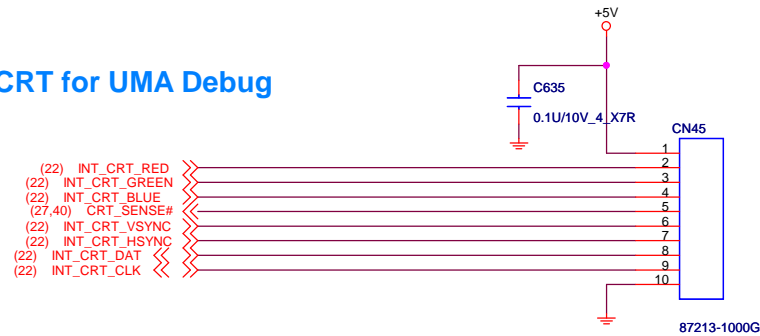 +5V
CRT for UMA Debug
C635
0.1U/10V_4_X7R
CN45
1
(22) INT_CRT_RED 2
(22) INT_CRT_GREEN 3
(22) INT_CRT_BLUE 4
(27,40) CRT_SENSE# 5
(22) INT_CRT_VSYNC 6
(22) INT_CRT_HSYNC 7
(22) INT_CRT_DAT 8
(22) INT_CRT_CLK 9
10
87213-1000G